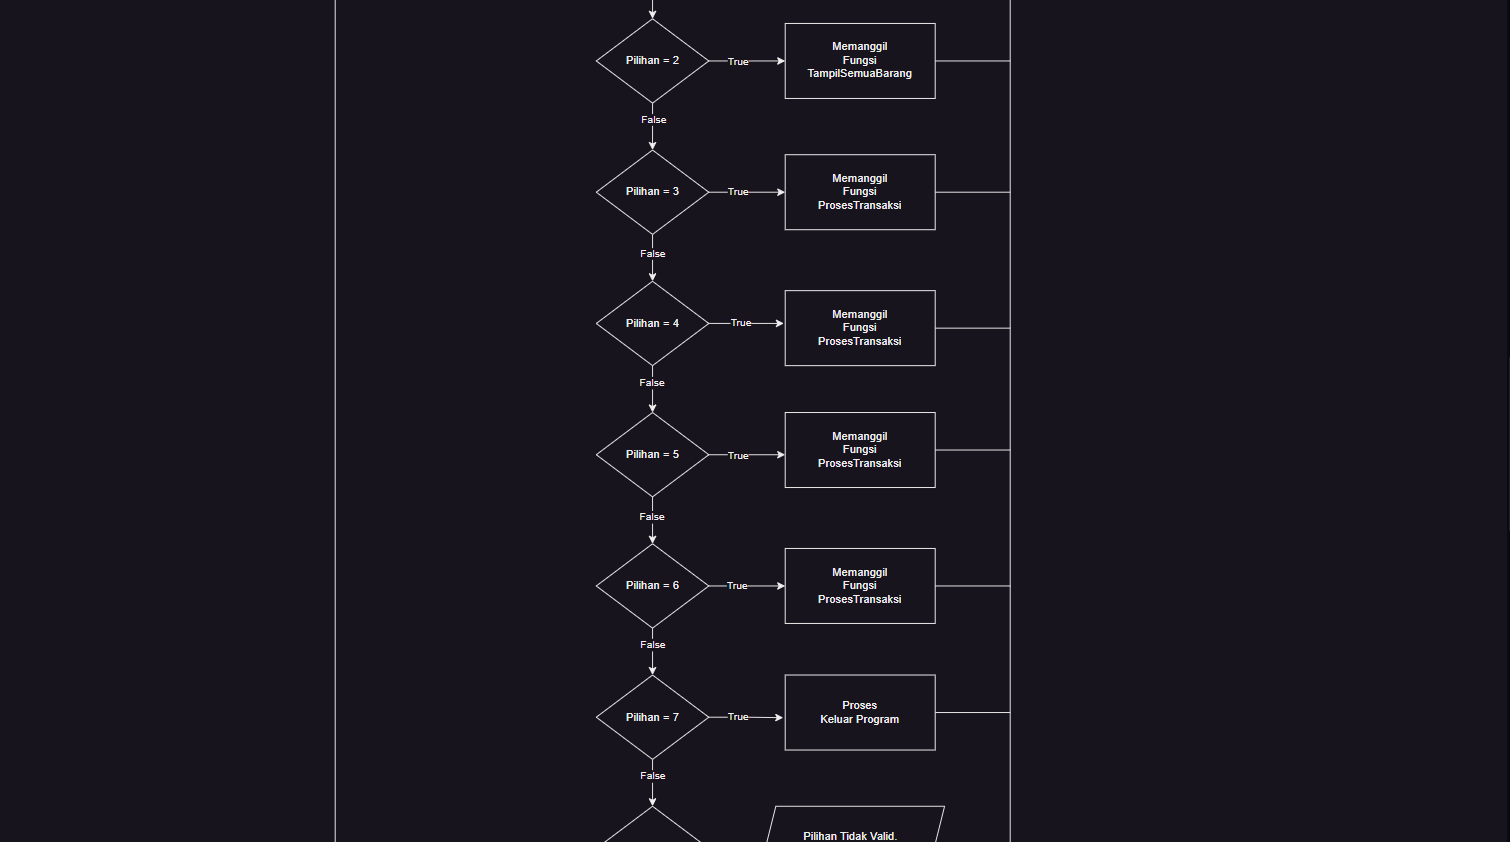 Pilihan = 2
True
Memanggil
Fungsi
TampilSemuaBarang
False
Pilihan = 3
True
Memanggil
Fungsi
ProsesTransaksi
False
Pilihan = 4
True
Memanggil
Fungsi
ProsesTransaksi
False
Pilihan = 5
True
Memanggil
Fungsi
ProsesTransaksi
False
Pilihan = 6
True
Memanggil
Fungsi
ProsesTransaksi
False
Pilihan = 7
True
Proses
Keluar Program
False
Pilihan Tidak Valid.